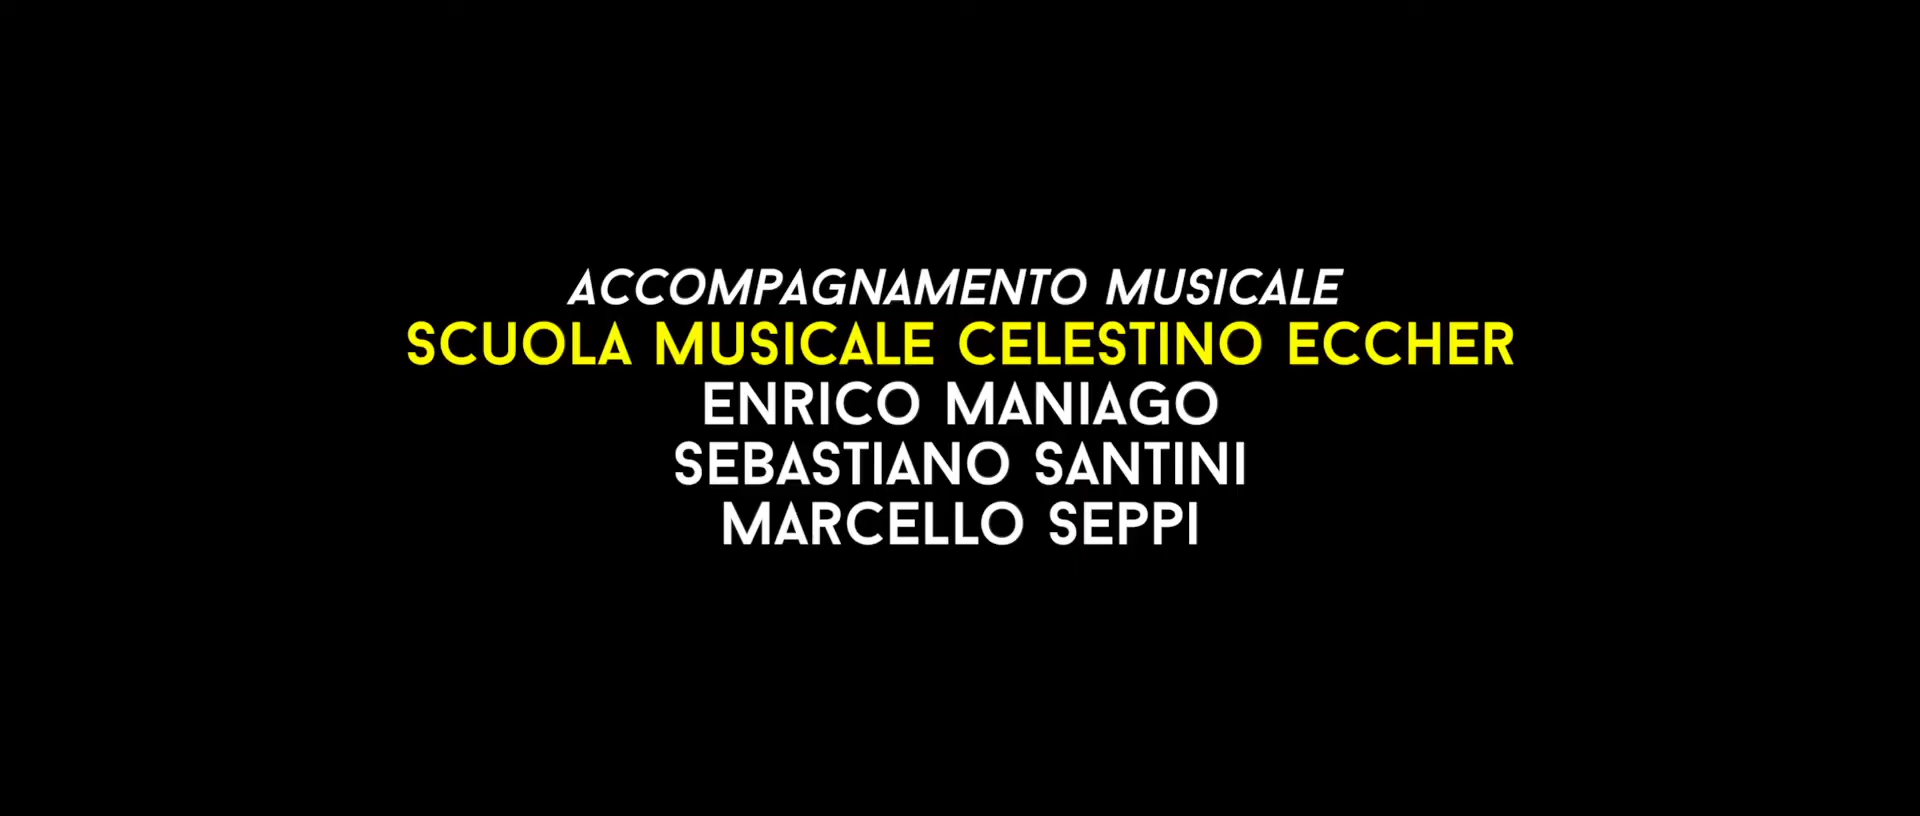 ACCOMPAGNAMENTO MUSICALE
SCUOLA MUSICALE CELESTINO ECCHER
ENRICO MANIAGO
SEBASTIANO SANTINI
MARCELLO SEPPI